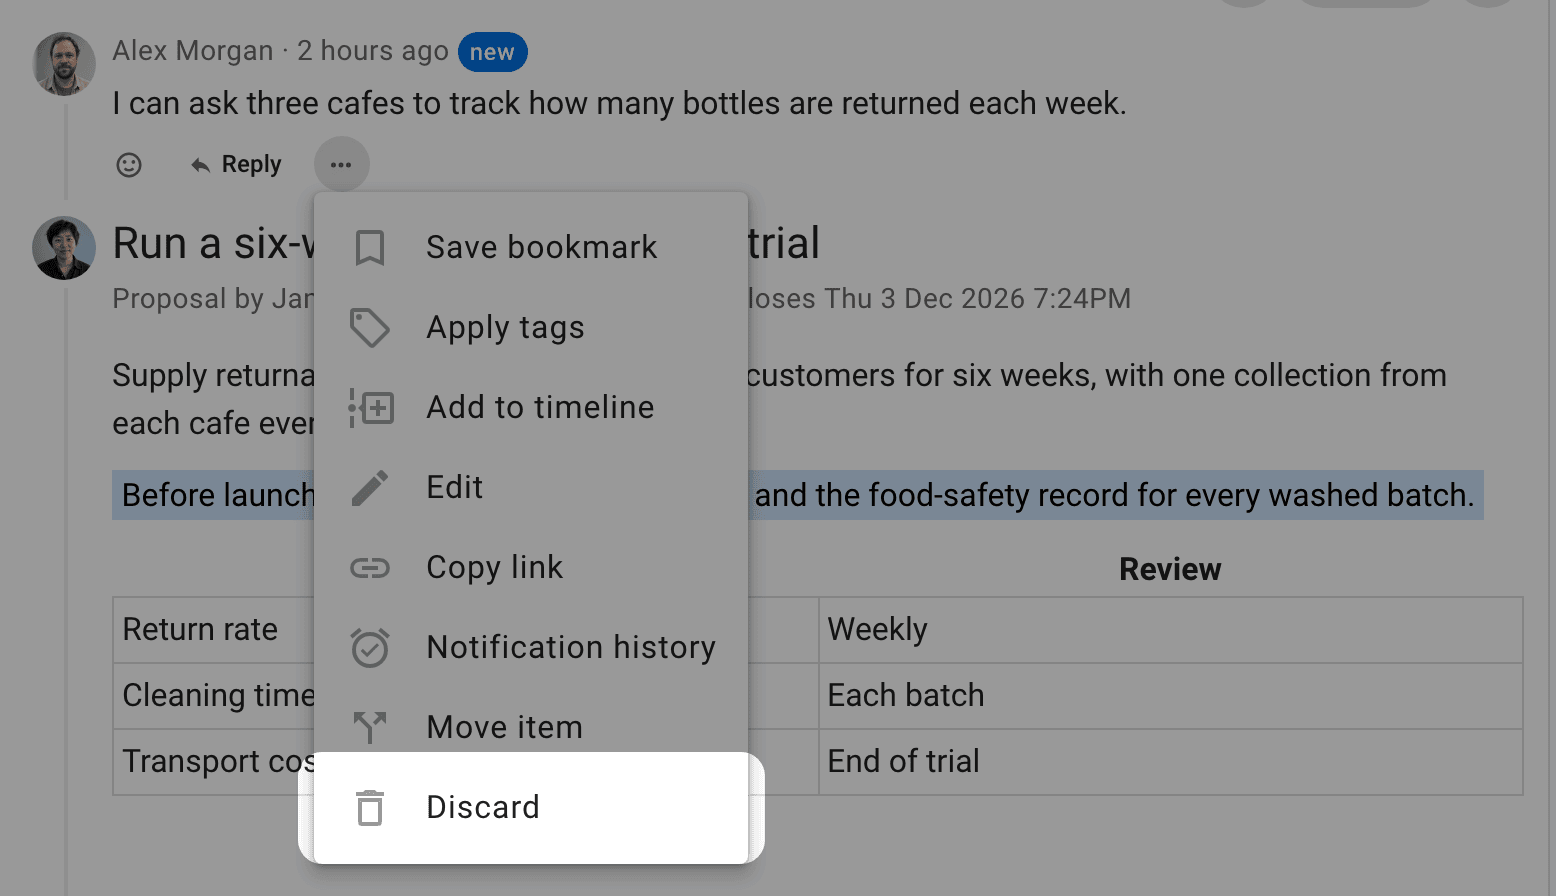 Alex Morgan · 2 hours ago new
I can ask three cafes to track how many bottles are returned each week.
Reply
Run a six- trial
Proposal by Jan loses Thu 3 Dec 2026 7:24PM
Supply returna customers for six weeks, with one collection from
each cafe ever
Before launch and the food-safety record for every washed batch.
Review
Return rate Weekly
Cleaning time Each batch
Transport cos End of trial
Save bookmark
Apply tags
Add to timeline
Edit
Copy link
Notification history
Move item
Discard